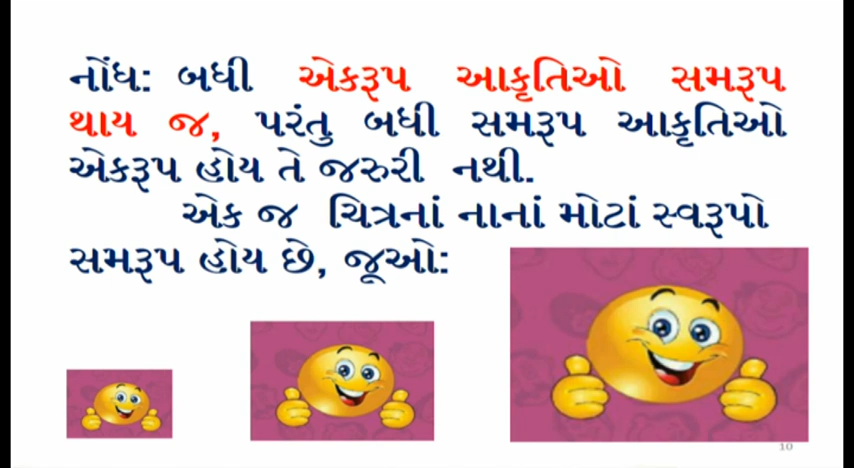 નોંધ: બધી એકરૂપ આકૃતિઓ સમરૂપ
થાય જ, પરંતુ બધી સમરૂપ આકૃતિઓ
એકરૂપ હોય તે જરુરી નથી.
એક જ ચિત્રનાં નાનાં મોટાં સ્વરૂપો
સમરૂપ હોય છે, જૂઓ:
10